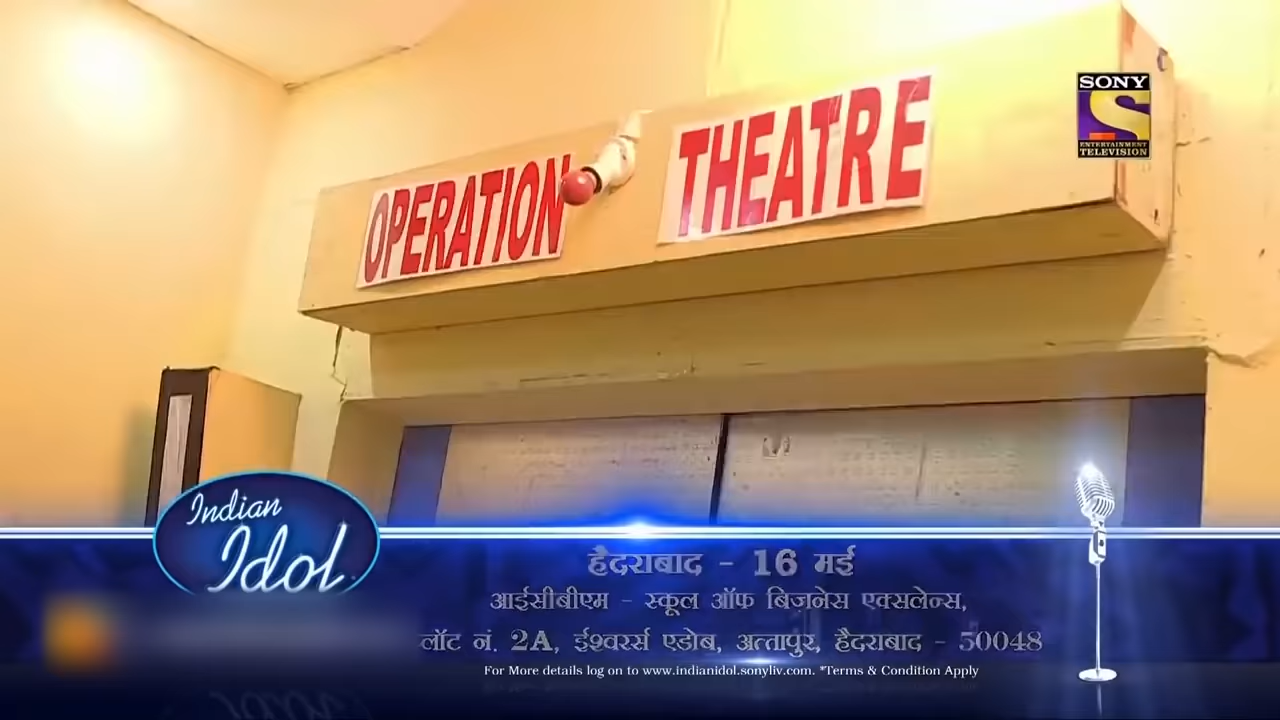 OPERATION THEATRE
SONY
ENTERTAINMENT
TELEVISION
Indian
Idol
हैदराबाद - 16 मई
आईसीबीएम - स्कूल ऑफ बिज़नेस एक्सलेन्स,
नं. 2A, ईश्वरर्स एडोब, अत्तापुर, हैदराबाद - 50048
For More details log on to www.indianidol.sonyliv.com. *Terms & Condition Apply